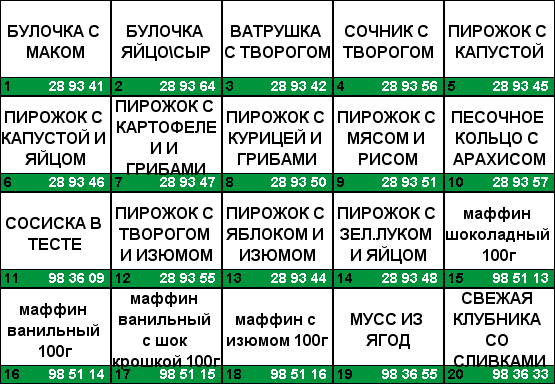 БУЛОЧКА С
МАКОМ
1 28 93 41
БУЛОЧКА
ЯЙЦО\СЫР
2 28 93 64
ВАТРУШКА
С ТВОРОГОМ
3 28 93 42
СОЧНИК С
ТВОРОГОМ
4 28 93 56
ПИРОЖОК С
КАПУСТОЙ
5 28 93 45
ПИРОЖОК С
КАПУСТОЙ И
ЯЙЦОМ
6 28 93 46
ПИРОЖОК С
КАРТОФЕЛЕ
И И
ГРИБАМИ
7 28 93 47
ПИРОЖОК С
КУРИЦЕЙ И
ГРИБАМИ
8 28 93 50
ПИРОЖОК С
МЯСОМ И
РИСОМ
9 28 93 51
ПЕСОЧНОЕ
КОЛЬЦО С
АРАХИСОМ
10 28 93 57
СОСИСКА В
ТЕСТЕ
11 98 36 09
ПИРОЖОК С
ТВОРОГОМ
И ИЗЮМОМ
12 28 93 55
ПИРОЖОК С
ЯБЛОКОМ И
ИЗЮМОМ
13 28 93 44
ПИРОЖОК С
ЗЕЛ.ЛУКОМ
И ЯЙЦОМ
14 28 93 48
маффин
шоколадный
100г
15 98 51 13
маффин
ванильный
100г
16 98 51 14
маффин
ванильный
с шок
крошкой 100г
17 98 51 15
маффин с
изюмом 100г
18 98 51 16
МУСС ИЗ
ЯГОД
19 98 36 55
СВЕЖАЯ
КЛУБНИКА
СО
СЛИВКАМИ
20 98 36 33